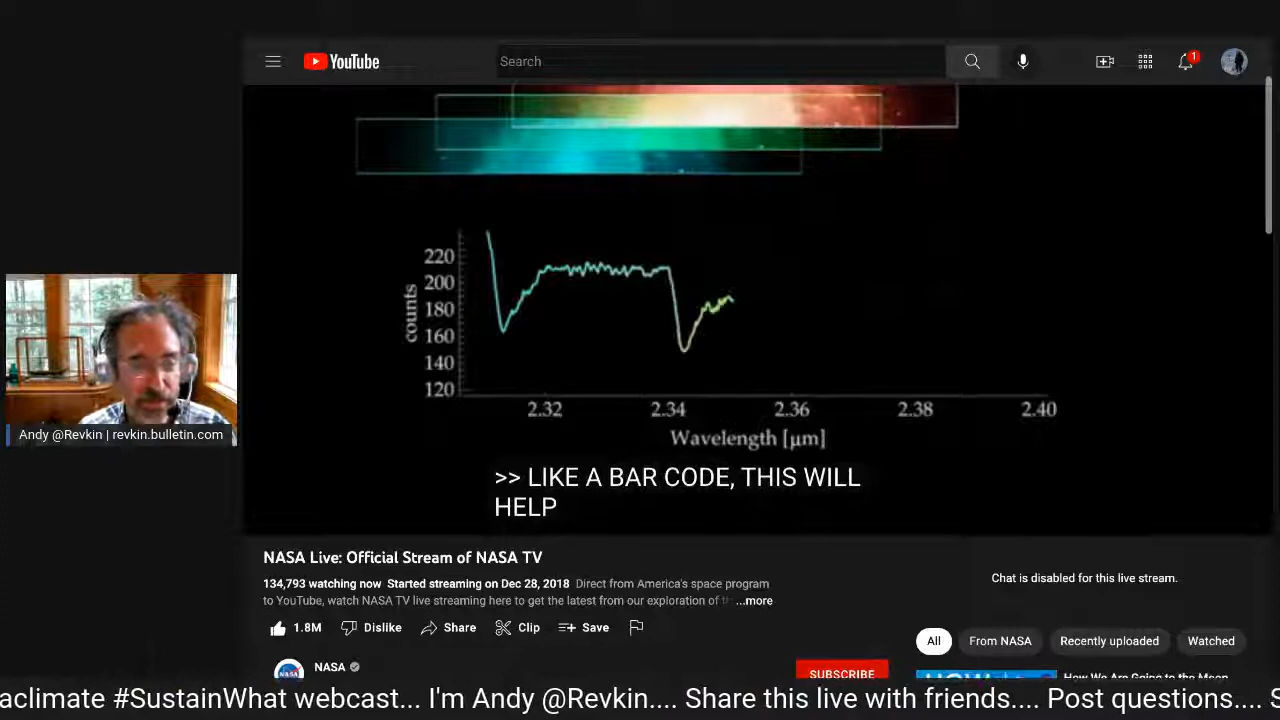 YouTube
Search
1
220
200
180
160
140
120
counts
2.32
2.34
2.36
2.38
2.40
Wavelength [µm]
>> LIKE A BAR CODE, THIS WILL
HELP
Andy @Revkin | revkin.bulletin.com
NASA Live: Official Stream of NASA TV
134,793 watching now Started streaming on Dec 28, 2018 Direct from America's space program
to YouTube, watch NASA TV live streaming here to get the latest from our exploration of ...more
Chat is disabled for this live stream.
1.8M Dislike Share Clip Save
All From NASA Recently uploaded Watched
NASA
NASA
SUBSCRIBE
How We Are Going to the Moon
aclimate #SustainWhat webcast... I'm Andy @Revkin.... Share this live with friends.... Post questions.... S